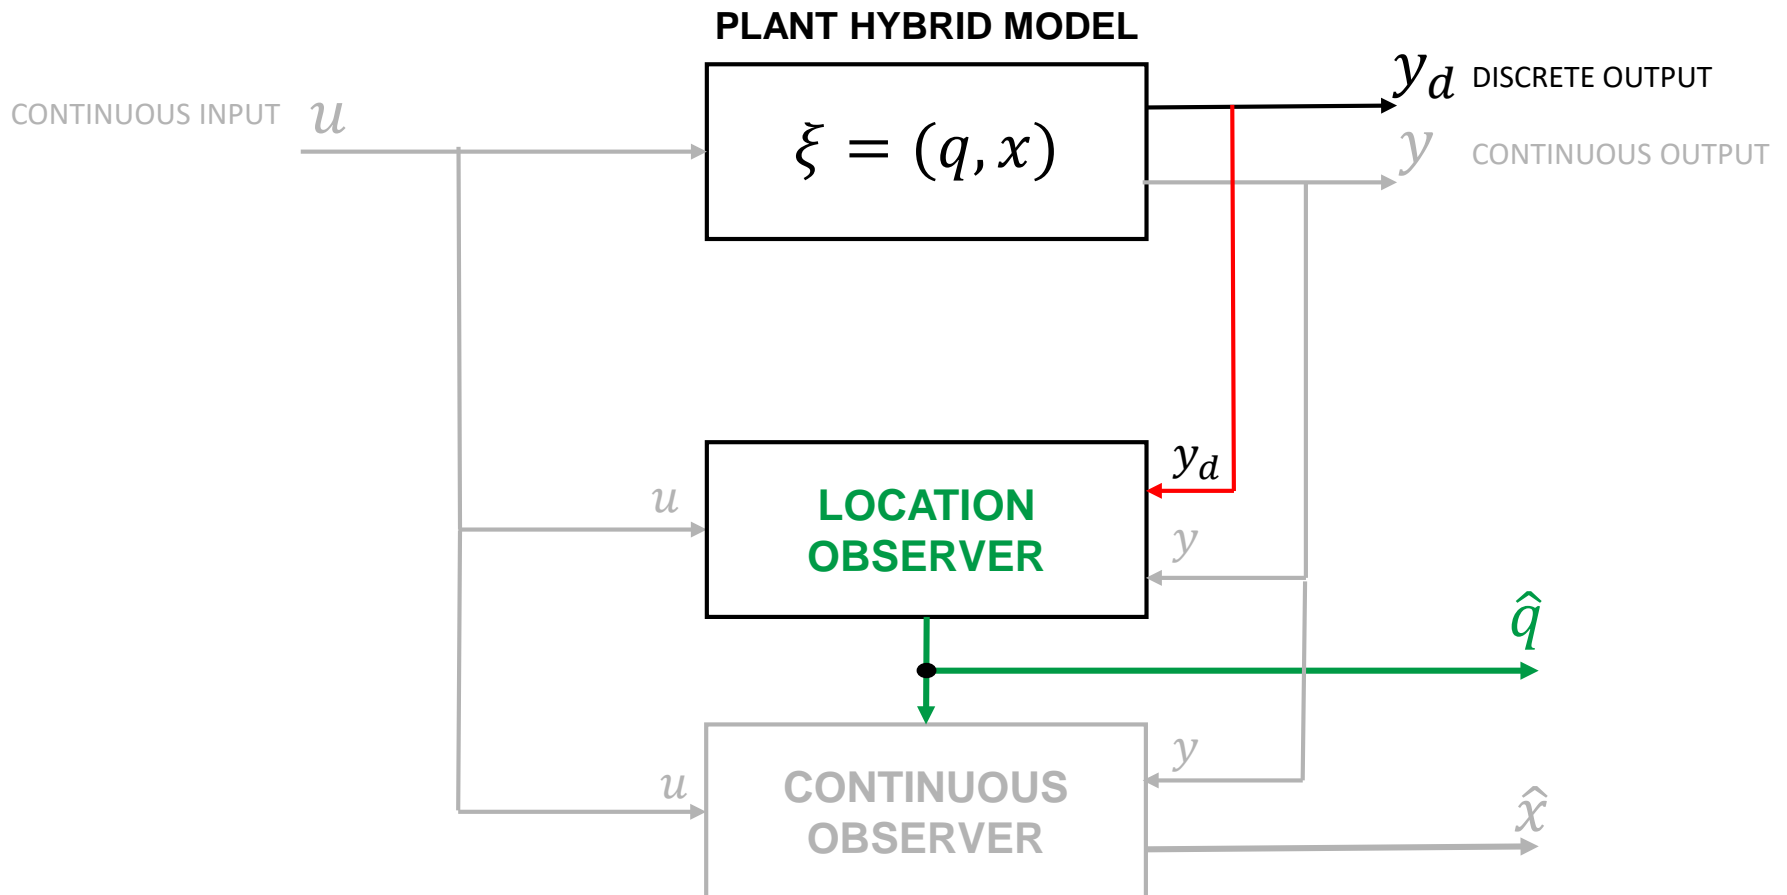 PLANT HYBRID MODEL
y_d DISCRETE OUTPUT
CONTINUOUS INPUT u
ξ = (q, x)
y CONTINUOUS OUTPUT
y_d
u
LOCATION
OBSERVER
y
q̂
y
u
CONTINUOUS
OBSERVER
x̂